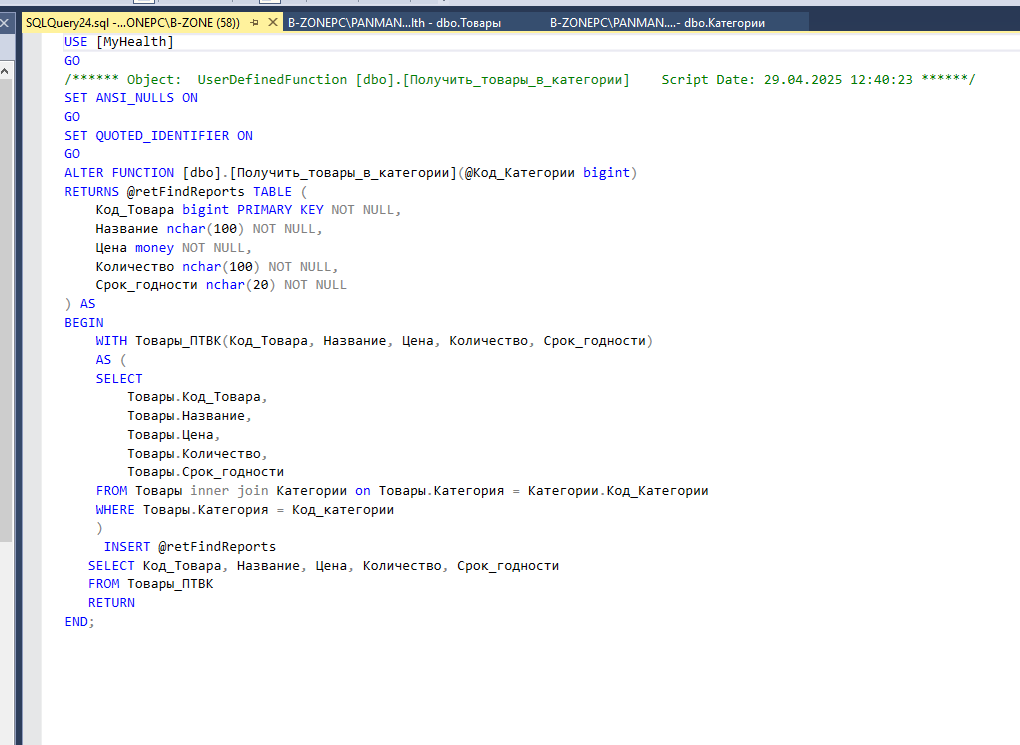 SQLQuery24.sql -...ONEPC\B-ZONE (58))
B-ZONEPC\PANMAN...lth - dbo.Товары
B-ZONEPC\PANMAN....- dbo.Категории
USE [MyHealth]
GO
/****** Object:  UserDefinedFunction [dbo].[Получить_товары_в_категории]    Script Date: 29.04.2025 12:40:23 ******/
SET ANSI_NULLS ON
GO
SET QUOTED_IDENTIFIER ON
GO
ALTER FUNCTION [dbo].[Получить_товары_в_категории](@Код_Категории bigint)
RETURNS @retFindReports TABLE (
    Код_Товара bigint PRIMARY KEY NOT NULL,
    Название nchar(100) NOT NULL,
    Цена money NOT NULL,
    Количество nchar(100) NOT NULL,
    Срок_годности nchar(20) NOT NULL
) AS
BEGIN
    WITH Товары_ПТВК(Код_Товара, Название, Цена, Количество, Срок_годности)
    AS (
    SELECT
        Товары.Код_Товара,
        Товары.Название,
        Товары.Цена,
        Товары.Количество,
        Товары.Срок_годности
    FROM Товары inner join Категории on Товары.Категория = Категории.Код_Категории
    WHERE Товары.Категория = Код_категории
    )
     INSERT @retFindReports
   SELECT Код_Товара, Название, Цена, Количество, Срок_годности
   FROM Товары_ПТВК
   RETURN
END;